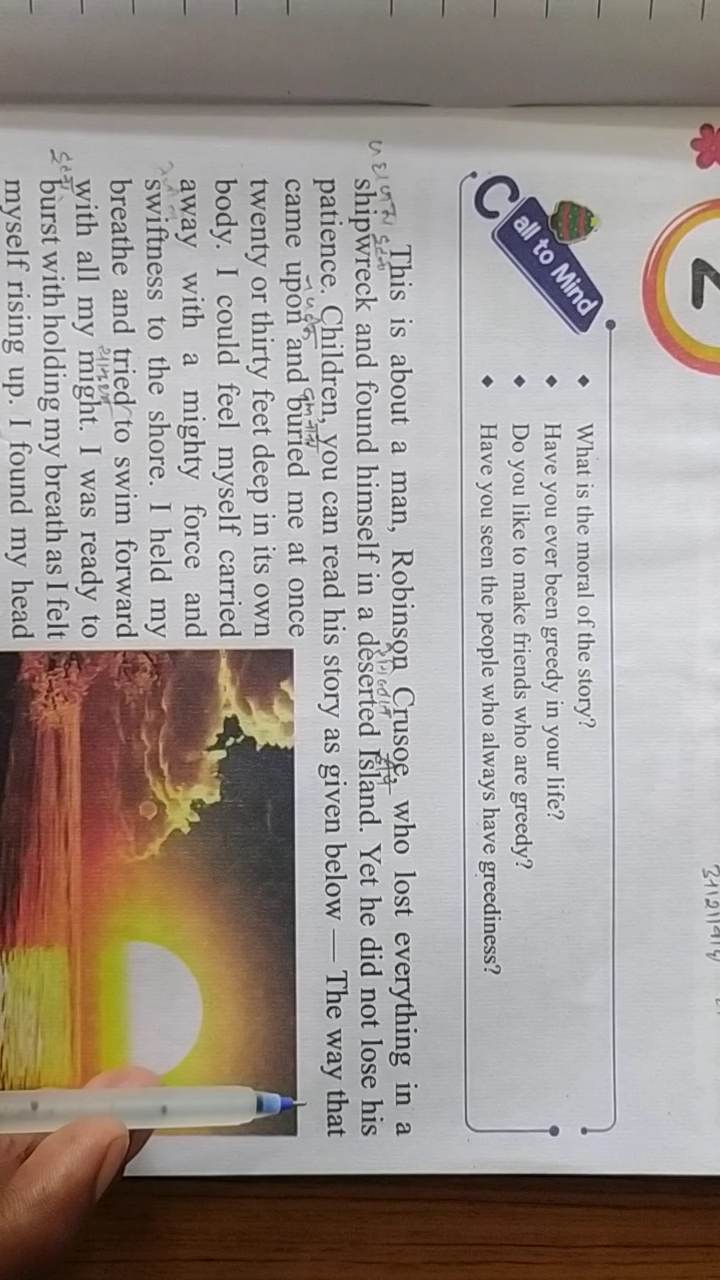 2
Call to Mind
What is the moral of the story?
Have you ever been greedy in your life?
Do you like to make friends who are greedy?
Have you seen the people who always have greediness?
This is about a man, Robinson Crusoe, who lost everything in a
shipwreck and found himself in a deserted Island. Yet he did not lose his
patience. Children, you can read his story as given below — The way that
came upon and buried me at once
twenty or thirty feet deep in its own
body. I could feel myself carried
away with a mighty force and
swiftness to the shore. I held my
breathe and tried to swim forward
with all my might. I was ready to
burst with holding my breath as I felt
myself rising up. I found my head